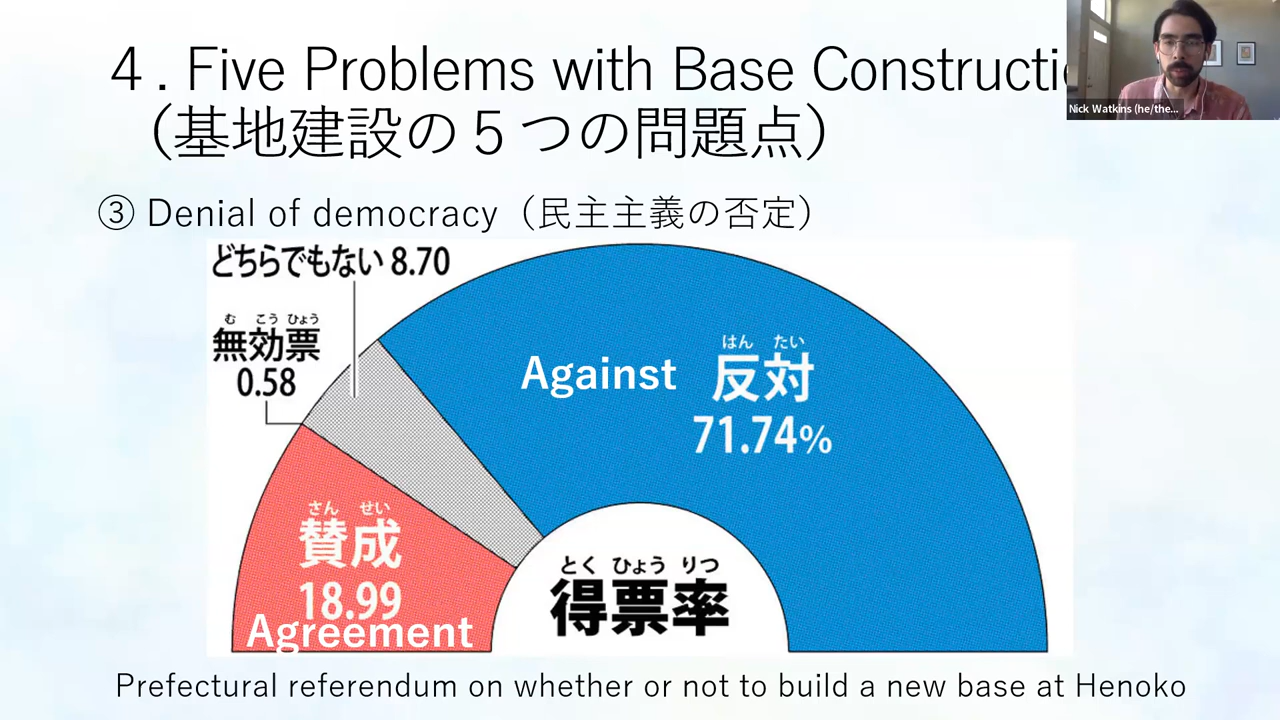 ４. Five Problems with Base Constructi
（基地建設の５つの問題点）
Nick Watkins (he/the...
③ Denial of democracy（民主主義の否定）
どちらでもない 8.70
む こう ひょう
無効票
0.58
はん たい
Against 反対
71.74%
さん せい
賛成
18.99
Agreement
とく ひょう りつ
得票率
Prefectural referendum on whether or not to build a new base at Henoko